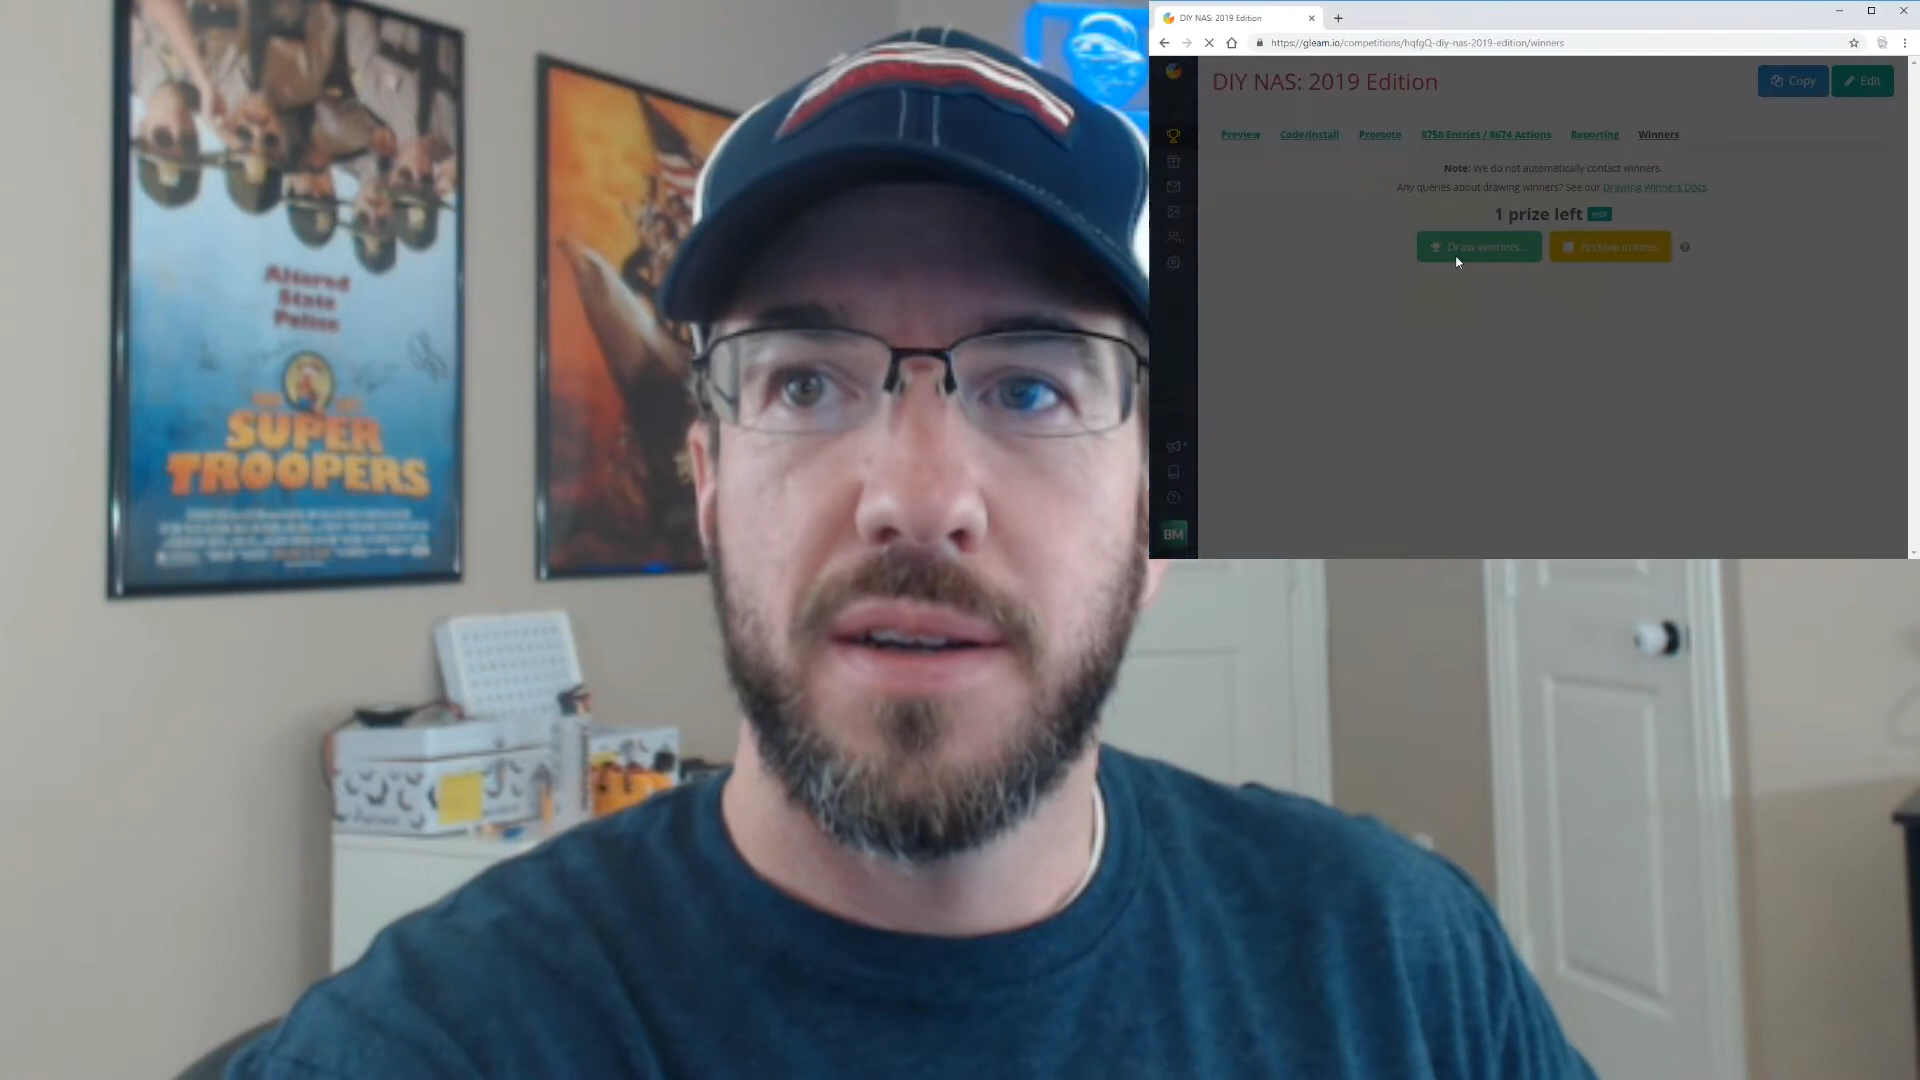 Altered
State
Police
SUPER
TROOPERS
DIY NAS: 2019 Edition
https://gleam.io/competitions/hqfgQ-diy-nas-2019-edition/winners
DIY NAS: 2019 Edition
Copy
Edit
Preview
Code/Install
Promote
8758 Entries / 8674 Actions
Reporting
Winners
Note: We do not automatically contact winners.
Any queries about drawing winners? See our Drawing Winners Docs.
1 prize left edit
Draw winners...
Archive entries
BM